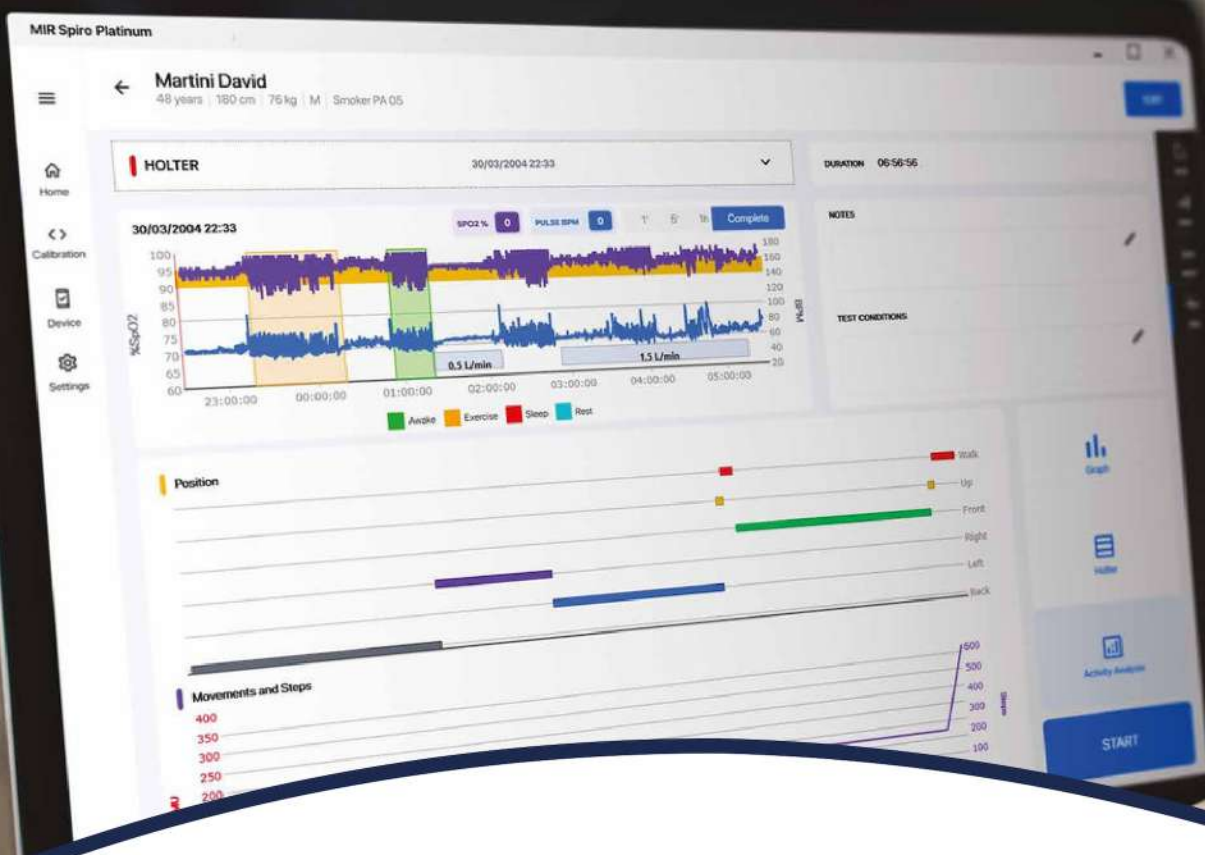 MIR Spiro Platinum
Martini David
48 years | 180 cm | 76 kg | M | Smoker PA 05
HOLTER 30/03/2004 22:33
DURATION 06:56:56
Home
Calibration
Device
Settings
30/03/2004 22:33 SPO2 % 0 PULSE BPM 0 1' 5' 1h Complete
NOTES
TEST CONDITIONS
%SpO2
100
95
90
85
80
75
70
65
60
180
160
140
120
100
80
60
40
20
BPM
0.5 L/min 1.5 L/min
23:00:00 00:00:00 01:00:00 02:00:00 03:00:00 04:00:00 05:00:00
Awake Exercise Sleep Rest
Position
Walk
Up
Front
Right
Left
Back
Movements and Steps
400
350
300
250
200
600
500
400
300
200
100
Steps
Graph
Holter
Activity Analysis
START